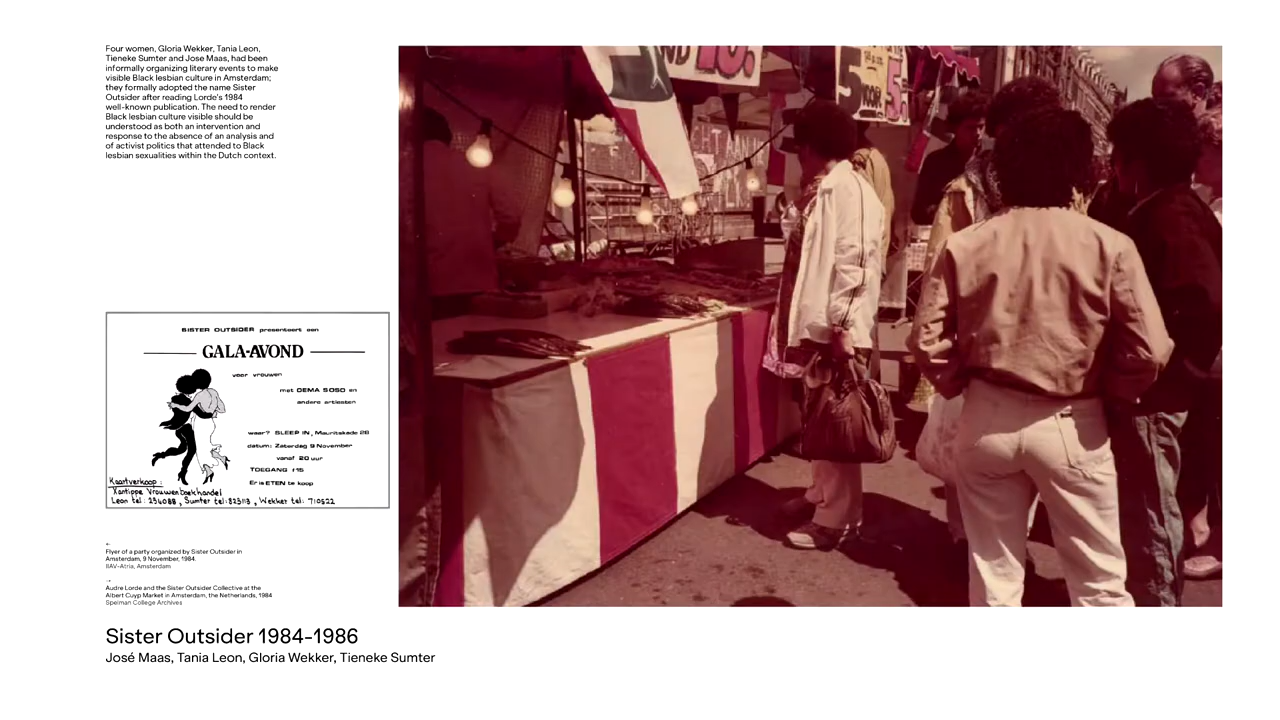 Four women, Gloria Wekker, Tania Leon,
Tieneke Sumter and Jose Maas, had been
informally organizing literary events to make
visible Black lesbian culture in Amsterdam;
they formally adopted the name Sister
Outsider after reading Lorde's 1984
well-known publication. The need to render
Black lesbian culture visible should be
understood as both an intervention and
response to the absence of an analysis and
of activist politics that attended to Black
lesbian sexualities within the Dutch context.
SISTER OUTSIDER presenteert een
GALA-AVOND
voor vrouwen
met DEMA SOSO en
andere artiesten
waar? SLEEP IN, Mauritskade 28
datum: Zaterdag 9 November
vanaf 20 uur
TOEGANG f15
Er is ETEN te koop
Kaartverkoop:
Xantippe Vrouwenboekhandel
Leon tel: 254088, Sumter tel: 823113, Wekker tel: 710522
←
Flyer of a party organized by Sister Outsider in
Amsterdam, 9 November, 1984.
IIAV-Atria, Amsterdam
→
Audre Lorde and the Sister Outsider Collective at the
Albert Cuyp Market in Amsterdam, the Netherlands, 1984
Spelman College Archives
10.
5
VOOR
5.
Sister Outsider 1984-1986
José Maas, Tania Leon, Gloria Wekker, Tieneke Sumter